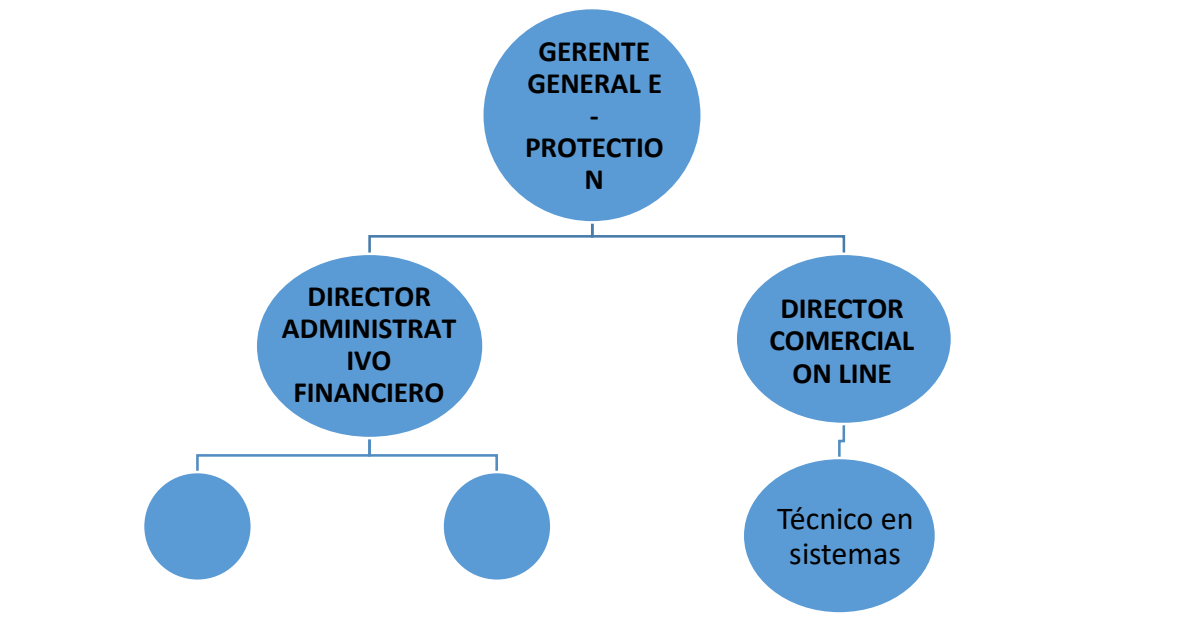 GERENTE
GENERAL E
-
PROTECTIO
N
DIRECTOR
ADMINISTRAT
IVO
FINANCIERO
DIRECTOR
COMERCIAL
ON LINE
Técnico en
sistemas